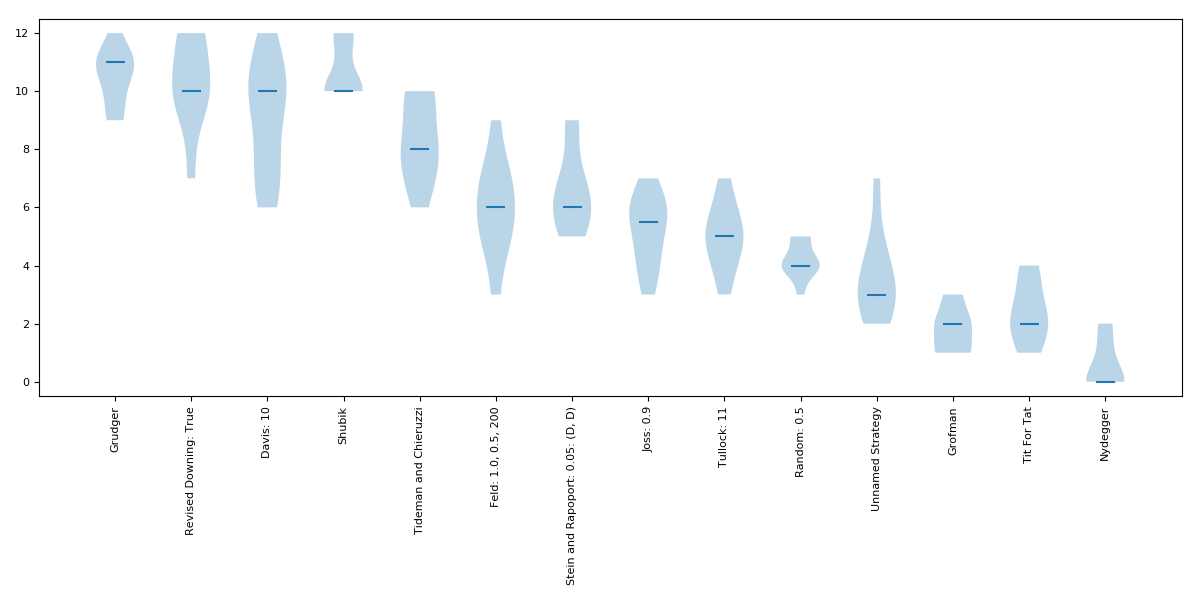 12
10
8
6
4
2
0
Grudger
Revised Downing: True
Davis: 10
Shubik
Tideman and Chieruzzi
Feld: 1.0, 0.5, 200
Stein and Rapoport: 0.05: (D, D)
Joss: 0.9
Tullock: 11
Random: 0.5
Unnamed Strategy
Grofman
Tit For Tat
Nydegger